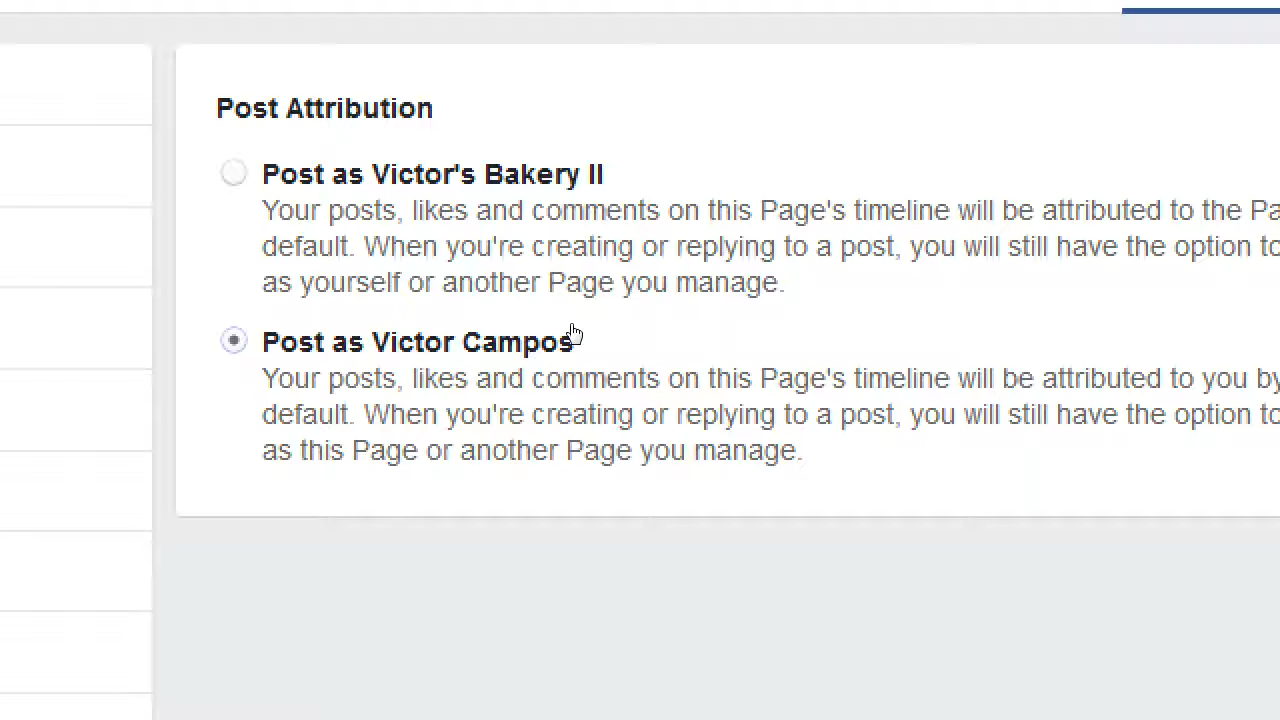 Post Attribution
Post as Victor's Bakery II
Your posts, likes and comments on this Page's timeline will be attributed to the
default. When you're creating or replying to a post, you will still have the option
as yourself or another Page you manage.
Post as Victor Campos
Your posts, likes and comments on this Page's timeline will be attributed to you by
default. When you're creating or replying to a post, you will still have the option
as this Page or another Page you manage.